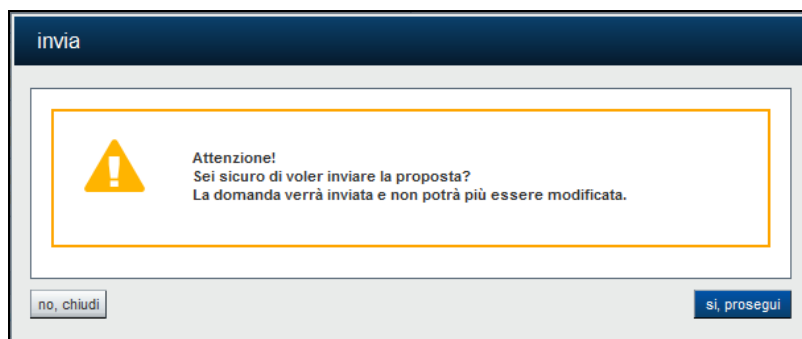 invia
Attenzione!
Sei sicuro di voler inviare la proposta?
La domanda verrà inviata e non potrà più essere modificata.
no, chiudi
si, prosegui